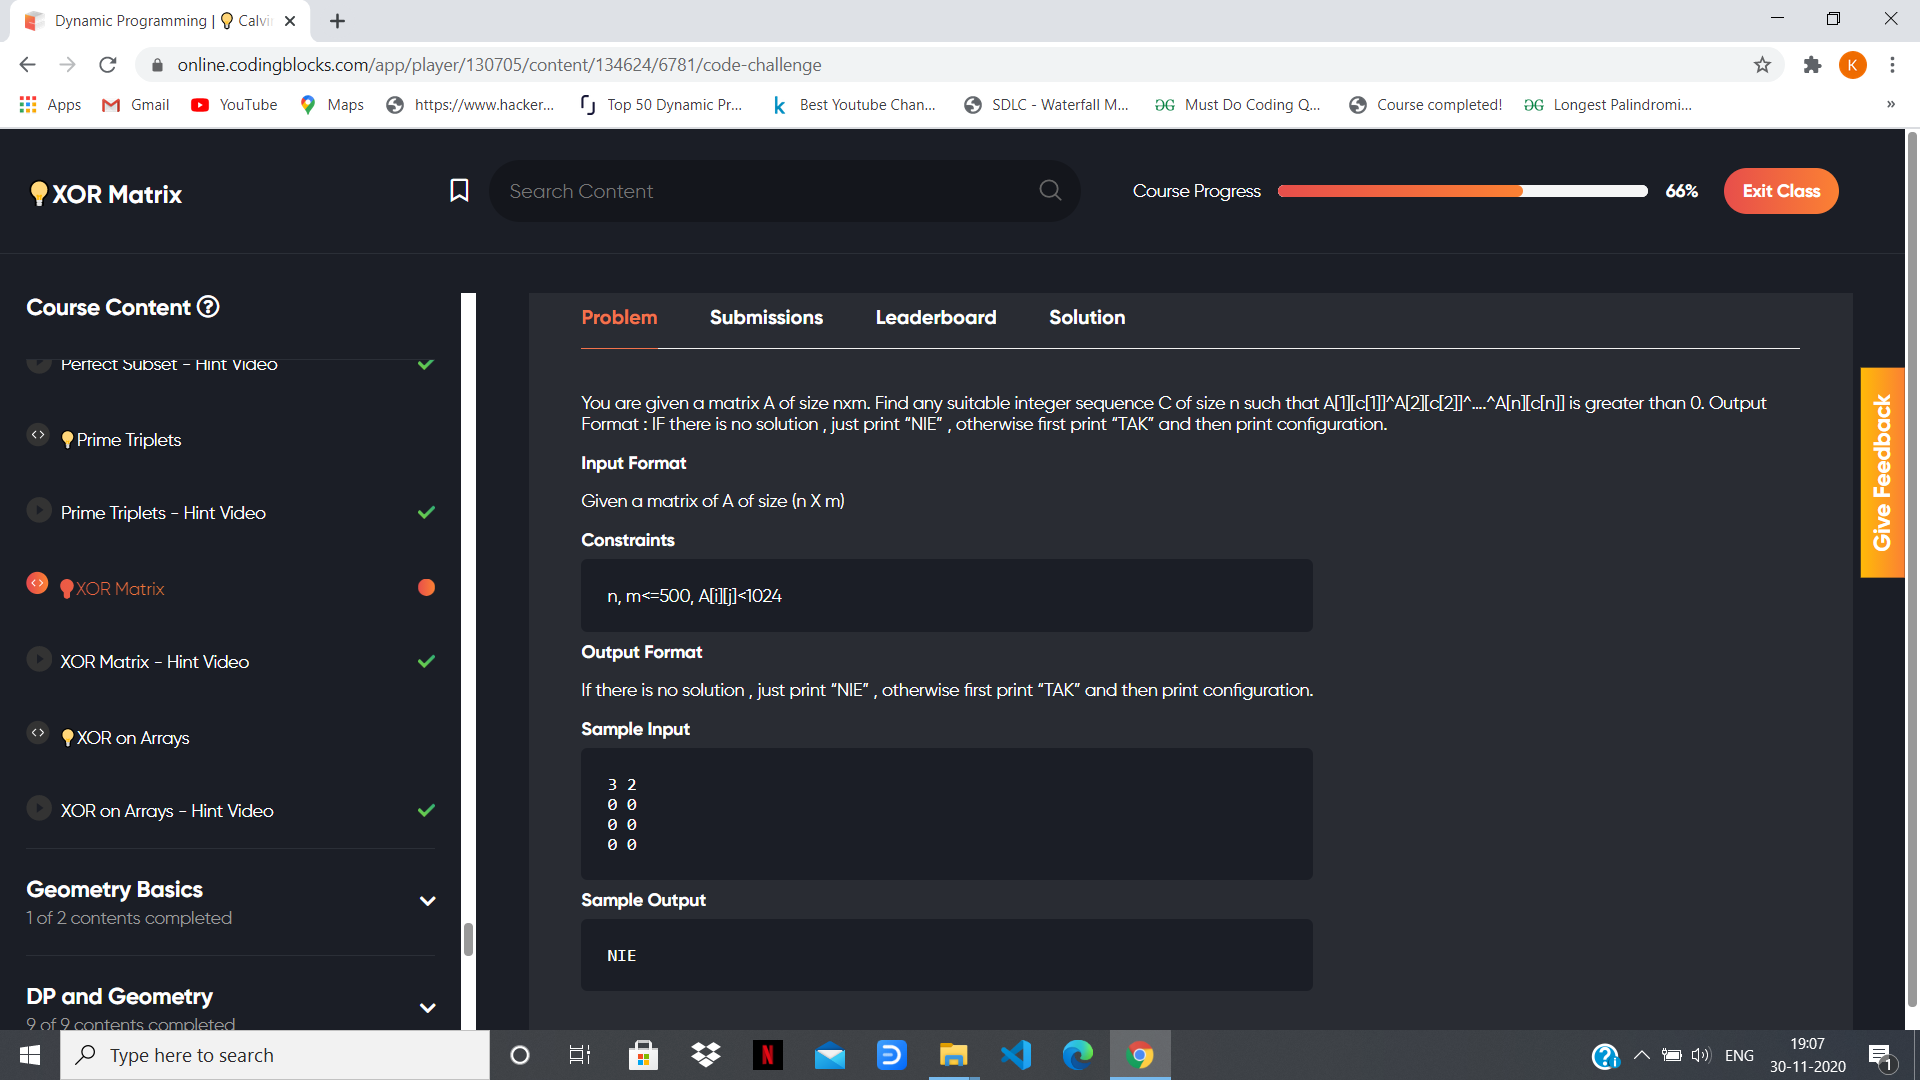 Dynamic Programming | 💡 Calvi
online.codingblocks.com/app/player/130705/content/134624/6781/code-challenge
K
Apps
Gmail
YouTube
Maps
https://www.hacker...
Top 50 Dynamic Pr...
Best Youtube Chan...
SDLC - Waterfall M...
Must Do Coding Q...
Course completed!
Longest Palindromi...
»
💡XOR Matrix
Search Content
Course Progress
66%
Exit Class
Course Content
Perfect Subset - Hint Video
💡Prime Triplets
Prime Triplets - Hint Video
💡XOR Matrix
XOR Matrix - Hint Video
💡XOR on Arrays
XOR on Arrays - Hint Video
Geometry Basics
1 of 2 contents completed
DP and Geometry
9 of 9 contents completed
Problem
Submissions
Leaderboard
Solution
You are given a matrix A of size nxm. Find any suitable integer sequence C of size n such that A[1][c[1]]^A[2][c[2]]^....^A[n][c[n]] is greater than 0. Output
Format : IF there is no solution , just print “NIE” , otherwise first print “TAK” and then print configuration.
Input Format
Given a matrix of A of size (n X m)
Constraints
n, m<=500, A[i][j]<1024
Output Format
If there is no solution , just print “NIE” , otherwise first print “TAK” and then print configuration.
Sample Input
3 2
0 0
0 0
0 0
Sample Output
NIE
Give Feedback
Type here to search
ENG
19:07
30-11-2020
1